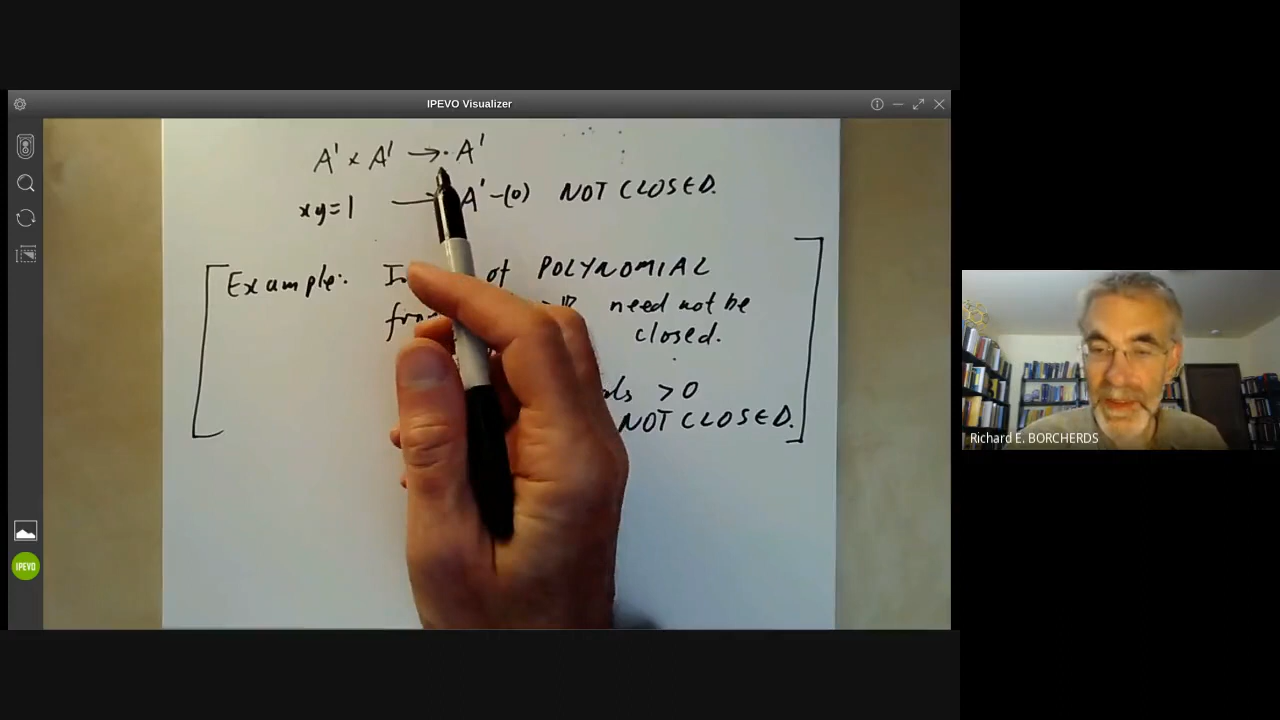 IPEVO Visualizer
A¹ × A¹ → A¹
xy=1 → A¹ -(0) NOT CLOSED.
Example: of POLYNOMIAL
need not be
closed.
> 0
NOT CLOSED.
IPEVO
Richard E. BORCHERDS